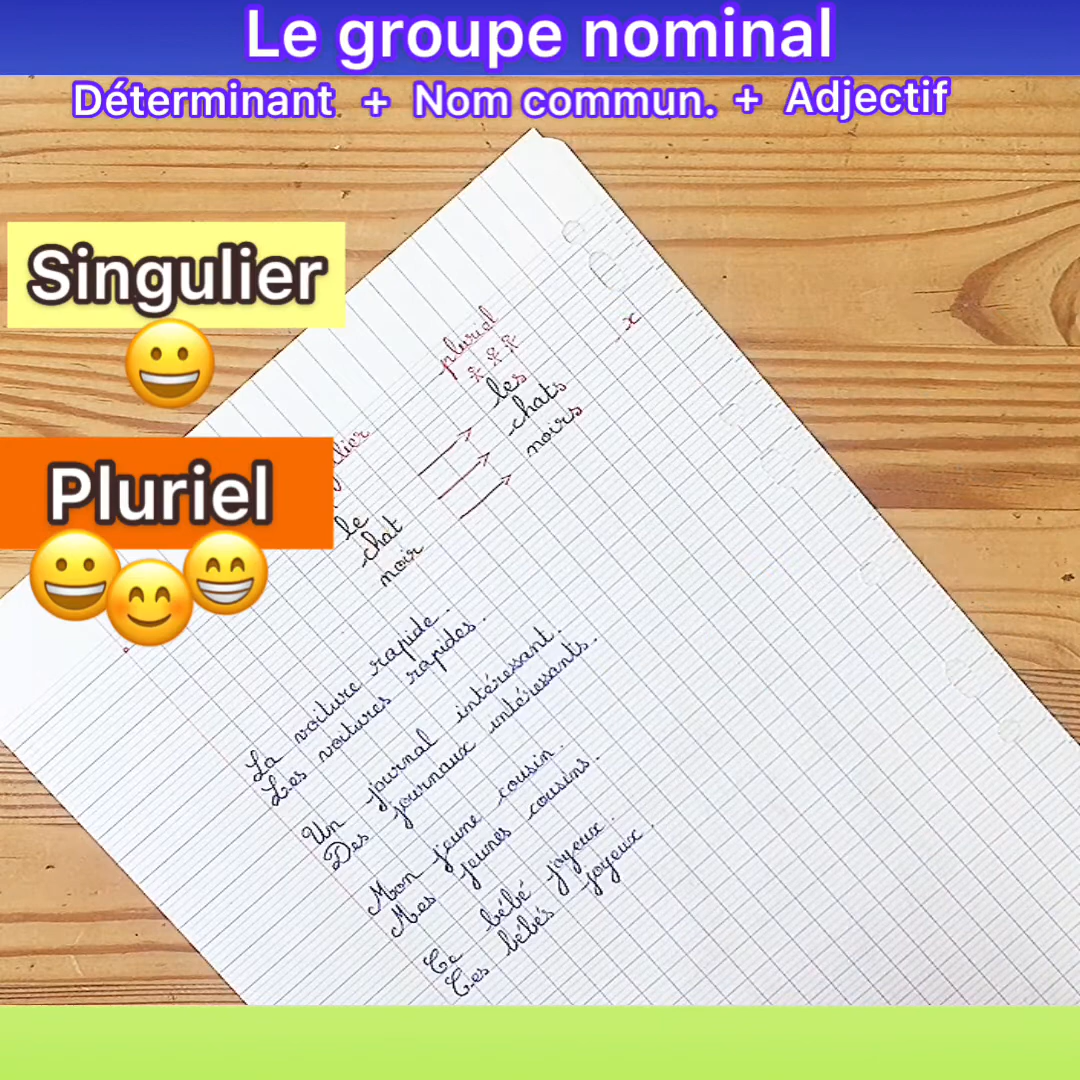 Le groupe nominal
Déterminant + Nom commun. + Adjectif
Singulier
Pluriel
pluriel
x
les
chats
noirs
le
chat
noir
La voiture rapide.
Les voitures rapides.
Un journal intéressant.
Des journaux intéressants.
Mon jeune cousin.
Mes jeunes cousins.
Ce bébé joyeux.
Ces bébés joyeux.